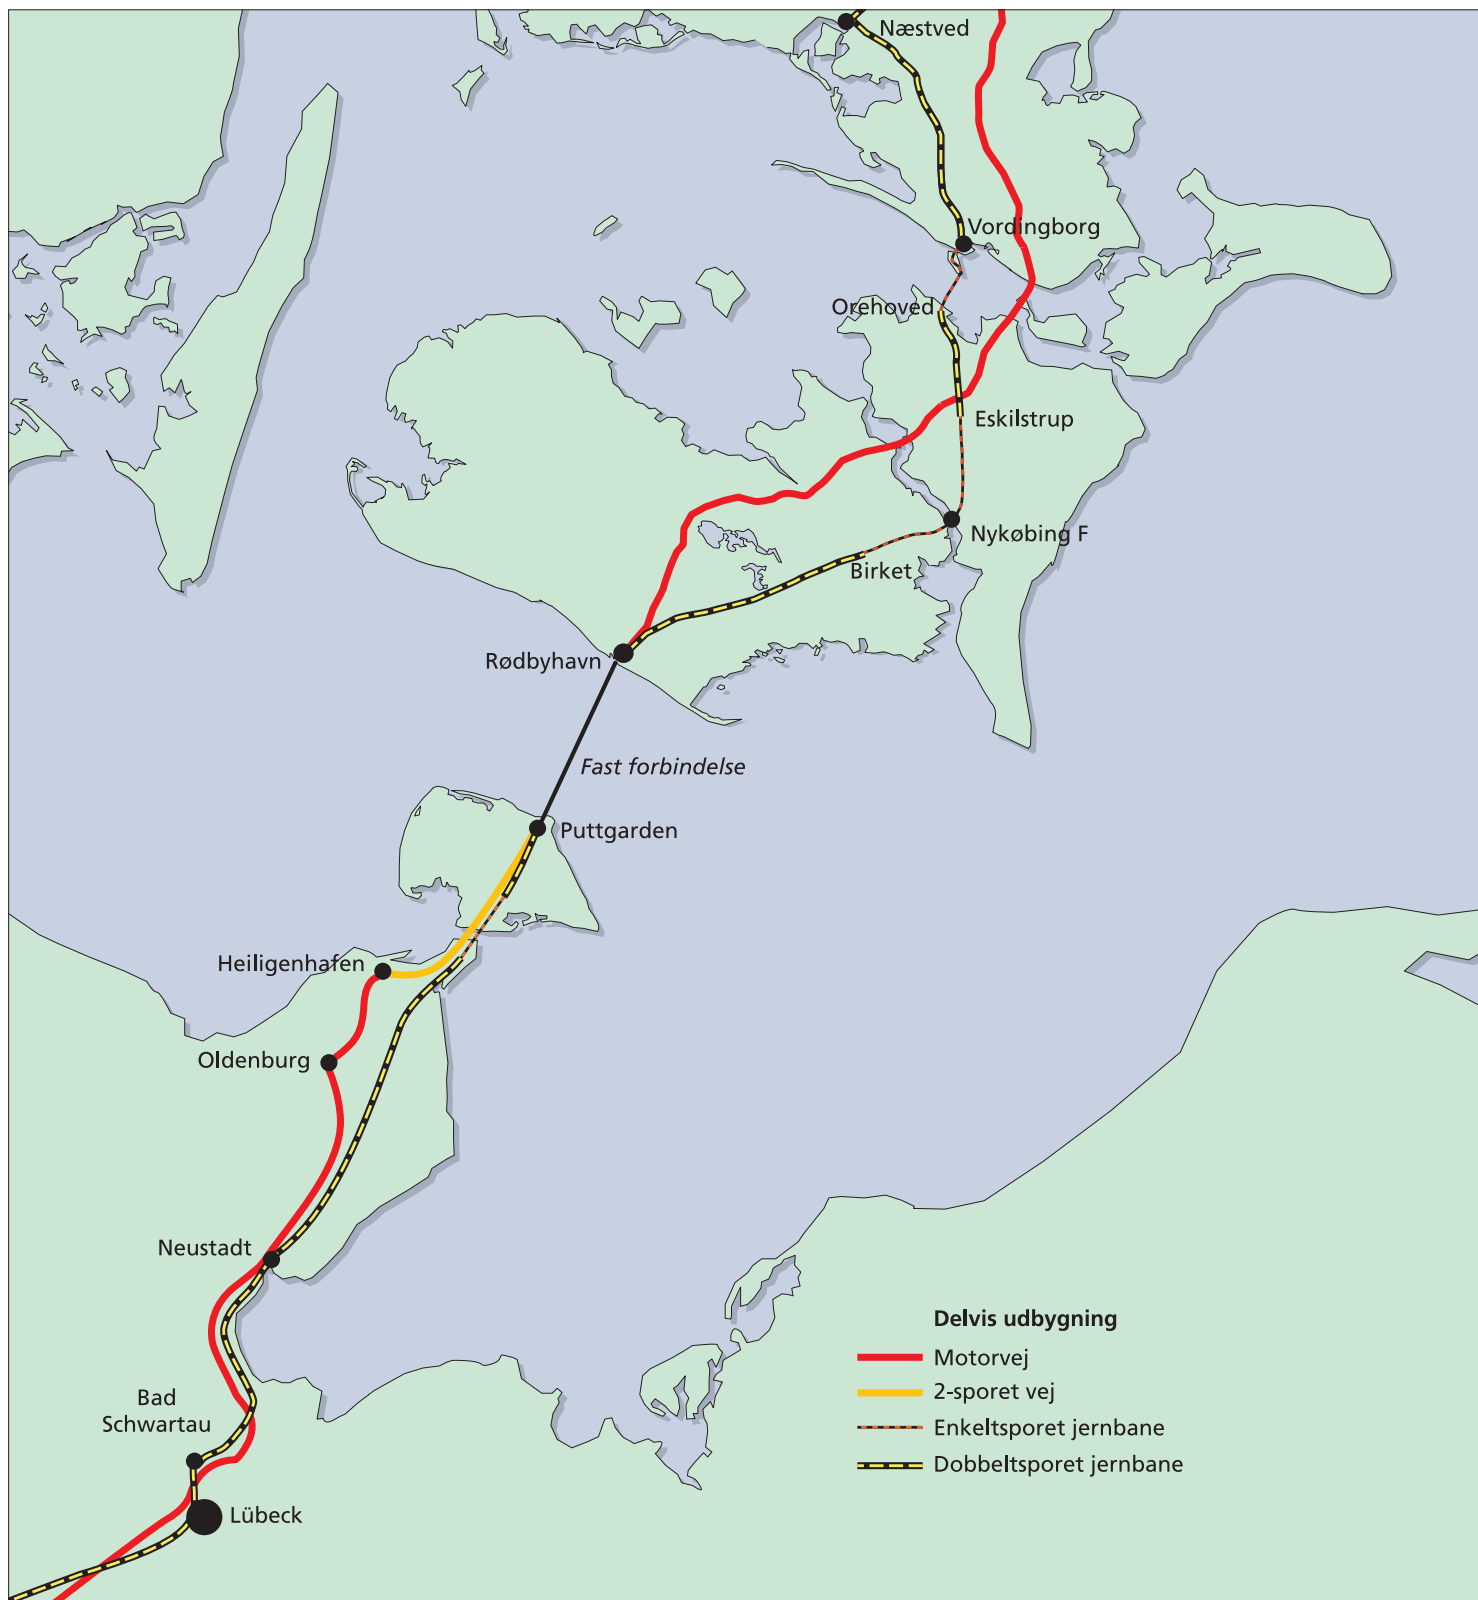 Næstved
Vordingborg
Orehoved
Eskilstrup
Nykøbing F
Birket
Rødbyhavn
Fast forbindelse
Puttgarden
Heiligenhafen
Oldenburg
Neustadt
Bad
Schwartau
Lübeck
Delvis udbygning
Motorvej
2-sporet vej
Enkeltsporet jernbane
Dobbeltsporet jernbane